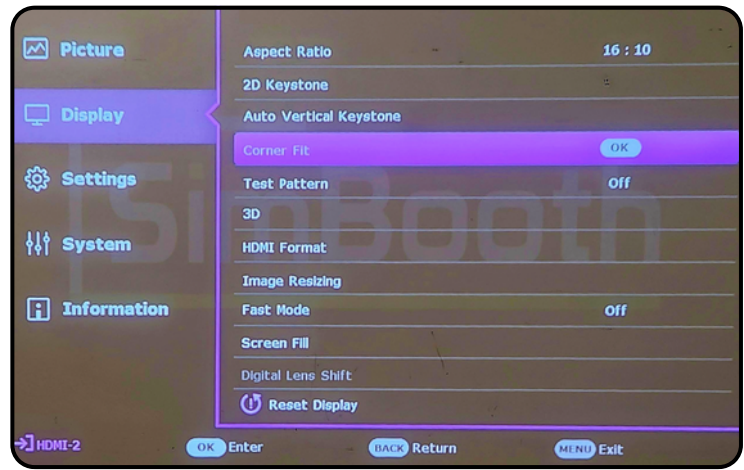 Picture
Display
Settings
System
Information
Aspect Ratio 16 : 10
2D Keystone
Auto Vertical Keystone
Corner Fit OK
Test Pattern Off
3D
HDMI Format
Image Resizing
Fast Mode Off
Screen Fill
Digital Lens Shift
Reset Display
SimBooth
HDMI-2
OK Enter
BACK Return
MENU Exit